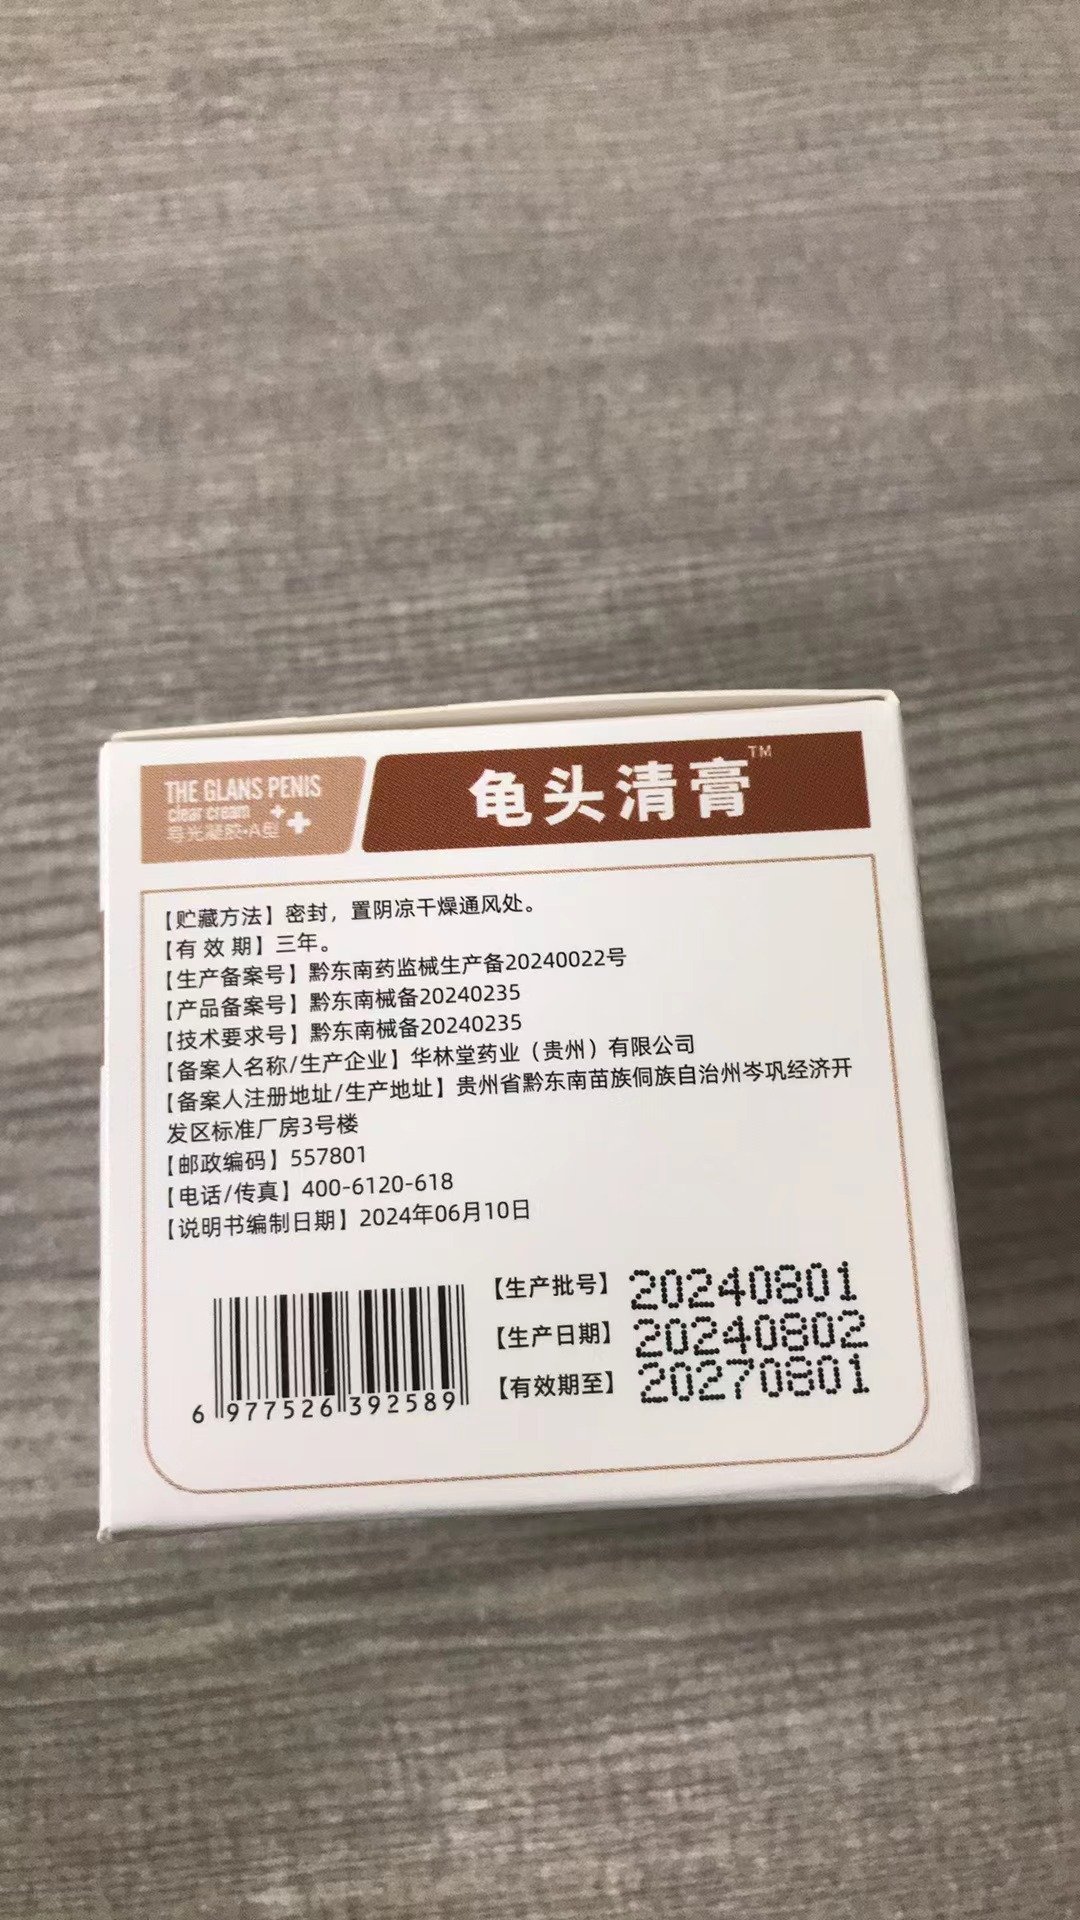 THE GLANS PENIS
clear cream
导光凝胶·A型
龟头清膏™
【贮藏方法】密封，置阴凉干燥通风处。
【有 效 期】三年。
【生产备案号】黔东南药监械生产备20240022号
【产品备案号】黔东南械备20240235
【技术要求号】黔东南械备20240235
【备案人名称/生产企业】华林堂药业（贵州）有限公司
【备案人注册地址/生产地址】贵州省黔东南苗族侗族自治州岑巩经济开
发区标准厂房3号楼
【邮政编码】557801
【电话/传真】400-6120-618
【说明书编制日期】2024年06月10日
【生产批号】20240801
【生产日期】20240802
【有效期至】20270801
6 977526 392589